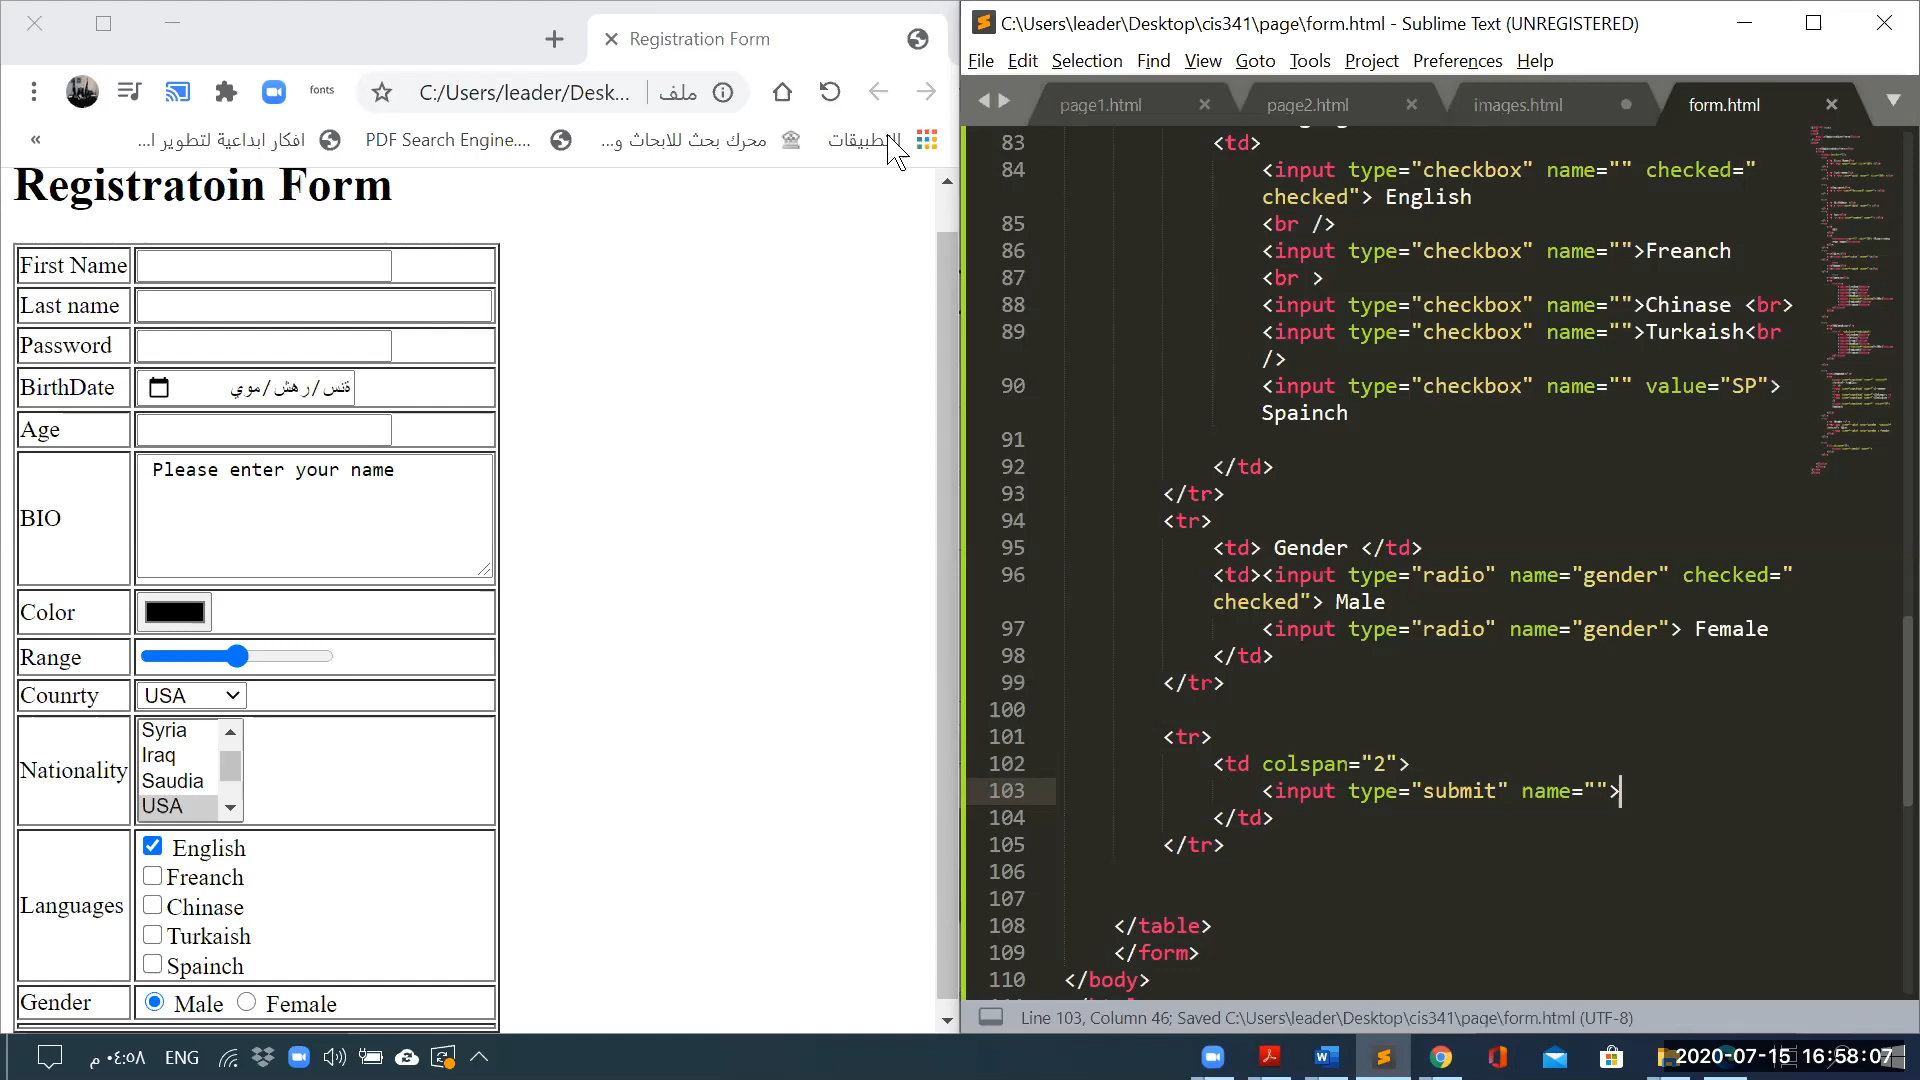 Registration Form
fonts
C:/Users/leader/Desk...
ملف
افكار ابداعية لتطوير ا...
PDF Search Engine....
محرك بحث للابحاث و...
Registratoin Form
First Name
Last name
Password
BirthDate
Age
BIO
Please enter your name
Color
Range
Counrty
USA
Nationality
Syria
Iraq
Saudia
USA
Languages
English
Freanch
Chinase
Turkaish
Spainch
Gender
Male
Female
C:\Users\leader\Desktop\cis341\page\form.html - Sublime Text (UNREGISTERED)
File Edit Selection Find View Goto Tools Project Preferences Help
page1.html
page2.html
images.html
form.html
83 <td>
84 <input type="checkbox" name="" checked="
checked"> English
85 <br />
86 <input type="checkbox" name="">Freanch
87 <br >
88 <input type="checkbox" name="">Chinase <br>
89 <input type="checkbox" name="">Turkaish<br
/>
90 <input type="checkbox" name="" value="SP">
Spainch
91
92 </td>
93 </tr>
94 <tr>
95 <td> Gender </td>
96 <td><input type="radio" name="gender" checked="
checked"> Male
97 <input type="radio" name="gender"> Female
98 </td>
99 </tr>
100
101 <tr>
102 <td colspan="2">
103 <input type="submit" name="">
104 </td>
105 </tr>
106
107
108 </table>
109 </form>
110 </body>
Line 103, Column 46; Saved C:\Users\leader\Desktop\cis341\page\form.html (UTF-8)
٠٤:٥٨ م
ENG
2020-07-15 16:58:07